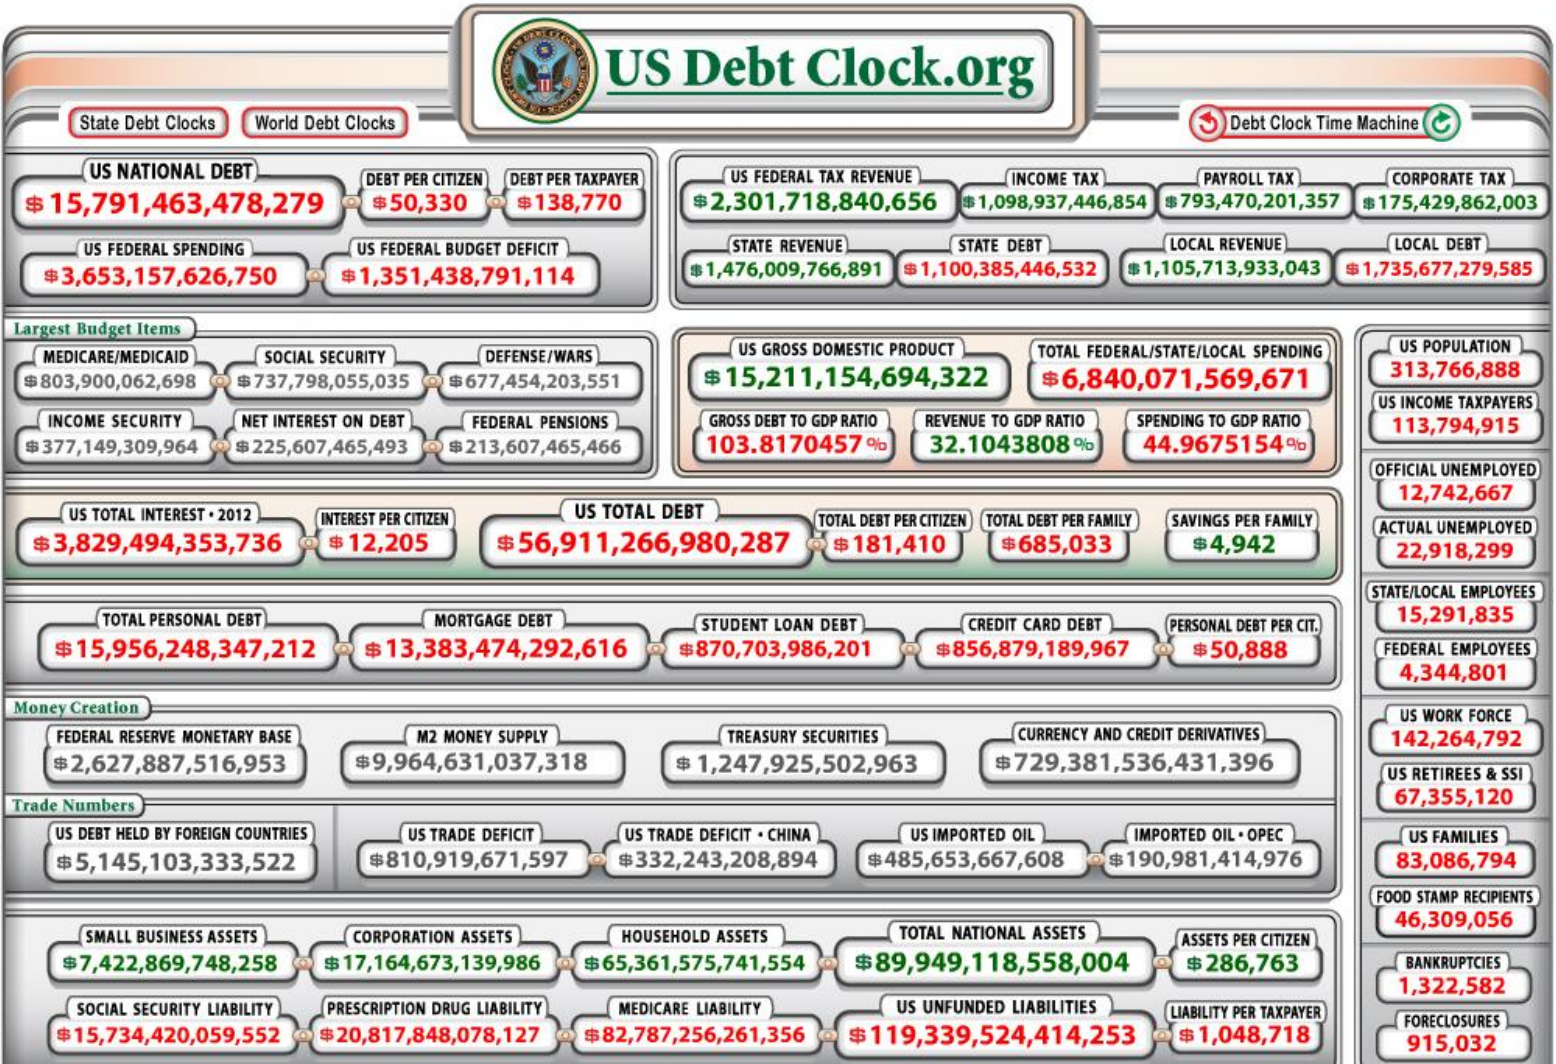 US Debt Clock.org
State Debt Clocks
World Debt Clocks
Debt Clock Time Machine
US NATIONAL DEBT
$15,791,463,478,279
DEBT PER CITIZEN
$50,330
DEBT PER TAXPAYER
$138,770
US FEDERAL SPENDING
$3,653,157,626,750
US FEDERAL BUDGET DEFICIT
$1,351,438,791,114
US FEDERAL TAX REVENUE
$2,301,718,840,656
INCOME TAX
$1,098,937,446,854
PAYROLL TAX
$793,470,201,357
CORPORATE TAX
$175,429,862,003
STATE REVENUE
$1,476,009,766,891
STATE DEBT
$1,100,385,446,532
LOCAL REVENUE
$1,105,713,933,043
LOCAL DEBT
$1,735,677,279,585
Largest Budget Items
MEDICARE/MEDICAID
$803,900,062,698
SOCIAL SECURITY
$737,798,055,035
DEFENSE/WARS
$677,454,203,551
INCOME SECURITY
$377,149,309,964
NET INTEREST ON DEBT
$225,607,465,493
FEDERAL PENSIONS
$213,607,465,466
US GROSS DOMESTIC PRODUCT
$15,211,154,694,322
TOTAL FEDERAL/STATE/LOCAL SPENDING
$6,840,071,569,671
GROSS DEBT TO GDP RATIO
103.8170457%
REVENUE TO GDP RATIO
32.1043808%
SPENDING TO GDP RATIO
44.9675154%
US TOTAL INTEREST • 2012
$3,829,494,353,736
INTEREST PER CITIZEN
$12,205
US TOTAL DEBT
$56,911,266,980,287
TOTAL DEBT PER CITIZEN
$181,410
TOTAL DEBT PER FAMILY
$685,033
SAVINGS PER FAMILY
$4,942
TOTAL PERSONAL DEBT
$15,956,248,347,212
MORTGAGE DEBT
$13,383,474,292,616
STUDENT LOAN DEBT
$870,703,986,201
CREDIT CARD DEBT
$856,879,189,967
PERSONAL DEBT PER CIT.
$50,888
Money Creation
FEDERAL RESERVE MONETARY BASE
$2,627,887,516,953
M2 MONEY SUPPLY
$9,964,631,037,318
TREASURY SECURITIES
$1,247,925,502,963
CURRENCY AND CREDIT DERIVATIVES
$729,381,536,431,396
Trade Numbers
US DEBT HELD BY FOREIGN COUNTRIES
$5,145,103,333,522
US TRADE DEFICIT
$810,919,671,597
US TRADE DEFICIT • CHINA
$332,243,208,894
US IMPORTED OIL
$485,653,667,608
IMPORTED OIL • OPEC
$190,981,414,976
SMALL BUSINESS ASSETS
$7,422,869,748,258
CORPORATION ASSETS
$17,164,673,139,986
HOUSEHOLD ASSETS
$65,361,575,741,554
TOTAL NATIONAL ASSETS
$89,949,118,558,004
ASSETS PER CITIZEN
$286,763
SOCIAL SECURITY LIABILITY
$15,734,420,059,552
PRESCRIPTION DRUG LIABILITY
$20,817,848,078,127
MEDICARE LIABILITY
$82,787,256,261,356
US UNFUNDED LIABILITIES
$119,339,524,414,253
LIABILITY PER TAXPAYER
$1,048,718
US POPULATION
313,766,888
US INCOME TAXPAYERS
113,794,915
OFFICIAL UNEMPLOYED
12,742,667
ACTUAL UNEMPLOYED
22,918,299
STATE/LOCAL EMPLOYEES
15,291,835
FEDERAL EMPLOYEES
4,344,801
US WORK FORCE
142,264,792
US RETIREES & SSI
67,355,120
US FAMILIES
83,086,794
FOOD STAMP RECIPIENTS
46,309,056
BANKRUPTCIES
1,322,582
FORECLOSURES
915,032